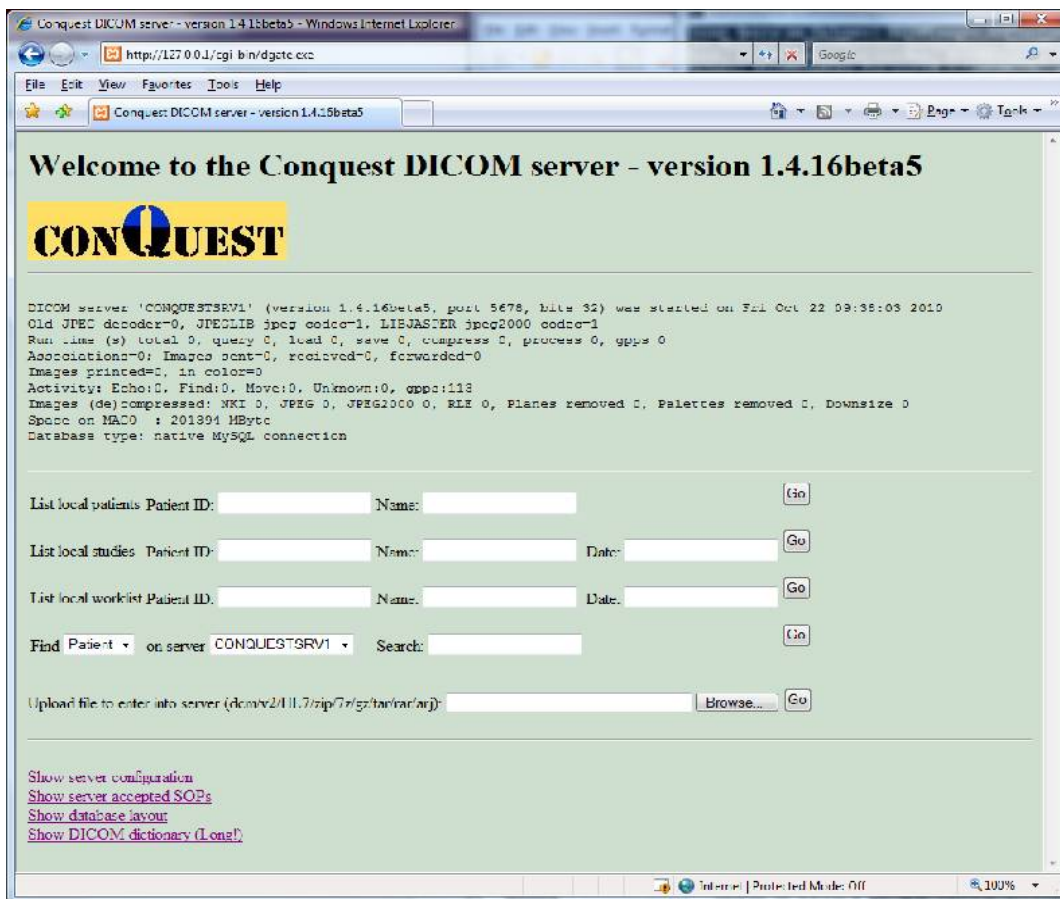 Conquest DICOM server - version 1.4.16beta5 - Windows Internet Explorer
http://127.0.0.1/cgi-bin/dgate.exe
Google
File Edit View Favorites Tools Help
Conquest DICOM server - version 1.4.16beta5
Page Tools
Welcome to the Conquest DICOM server - version 1.4.16beta5
CONQUEST
DICOM server 'CONQUESTSRV1' (version 1.4.16beta5, port 5678, bits 32) was started on Fri Oct 22 09:35:03 2010
Old JPEG decoder=0, JPEGLIB jpeg codec=1, LIBJASPER jpeg2000 codec=1
Run time (s) total 0, query 0, load 0, save 0, compress 0, process 0, gpps 0
Associations=0; Images sent=0, recieved=0, forwarded=0
Images printed=0, in color=0
Activity: Echo:0, Find:0, Move:0, Unknown:0, gpps:113
Images (de)compressed: NKI 0, JPEG 0, JPEG2000 0, RLE 0, Planes removed 0, Palettes removed 0, Downsize 0
Space on MAG0 : 201394 MByte
Database type: native MySQL connection
List local patients Patient ID: Name: Go
List local studies Patient ID: Name: Date: Go
List local worklist Patient ID: Name: Date: Go
Find Patient on server CONQUESTSRV1 Search: Go
Upload file to enter into server (dcm/v2/HL7/zip/7z/gz/tar/rar/arj): Browse... Go
Show server configuration
Show server accepted SOPs
Show database layout
Show DICOM dictionary (Long!)
Internet | Protected Mode: Off 100%